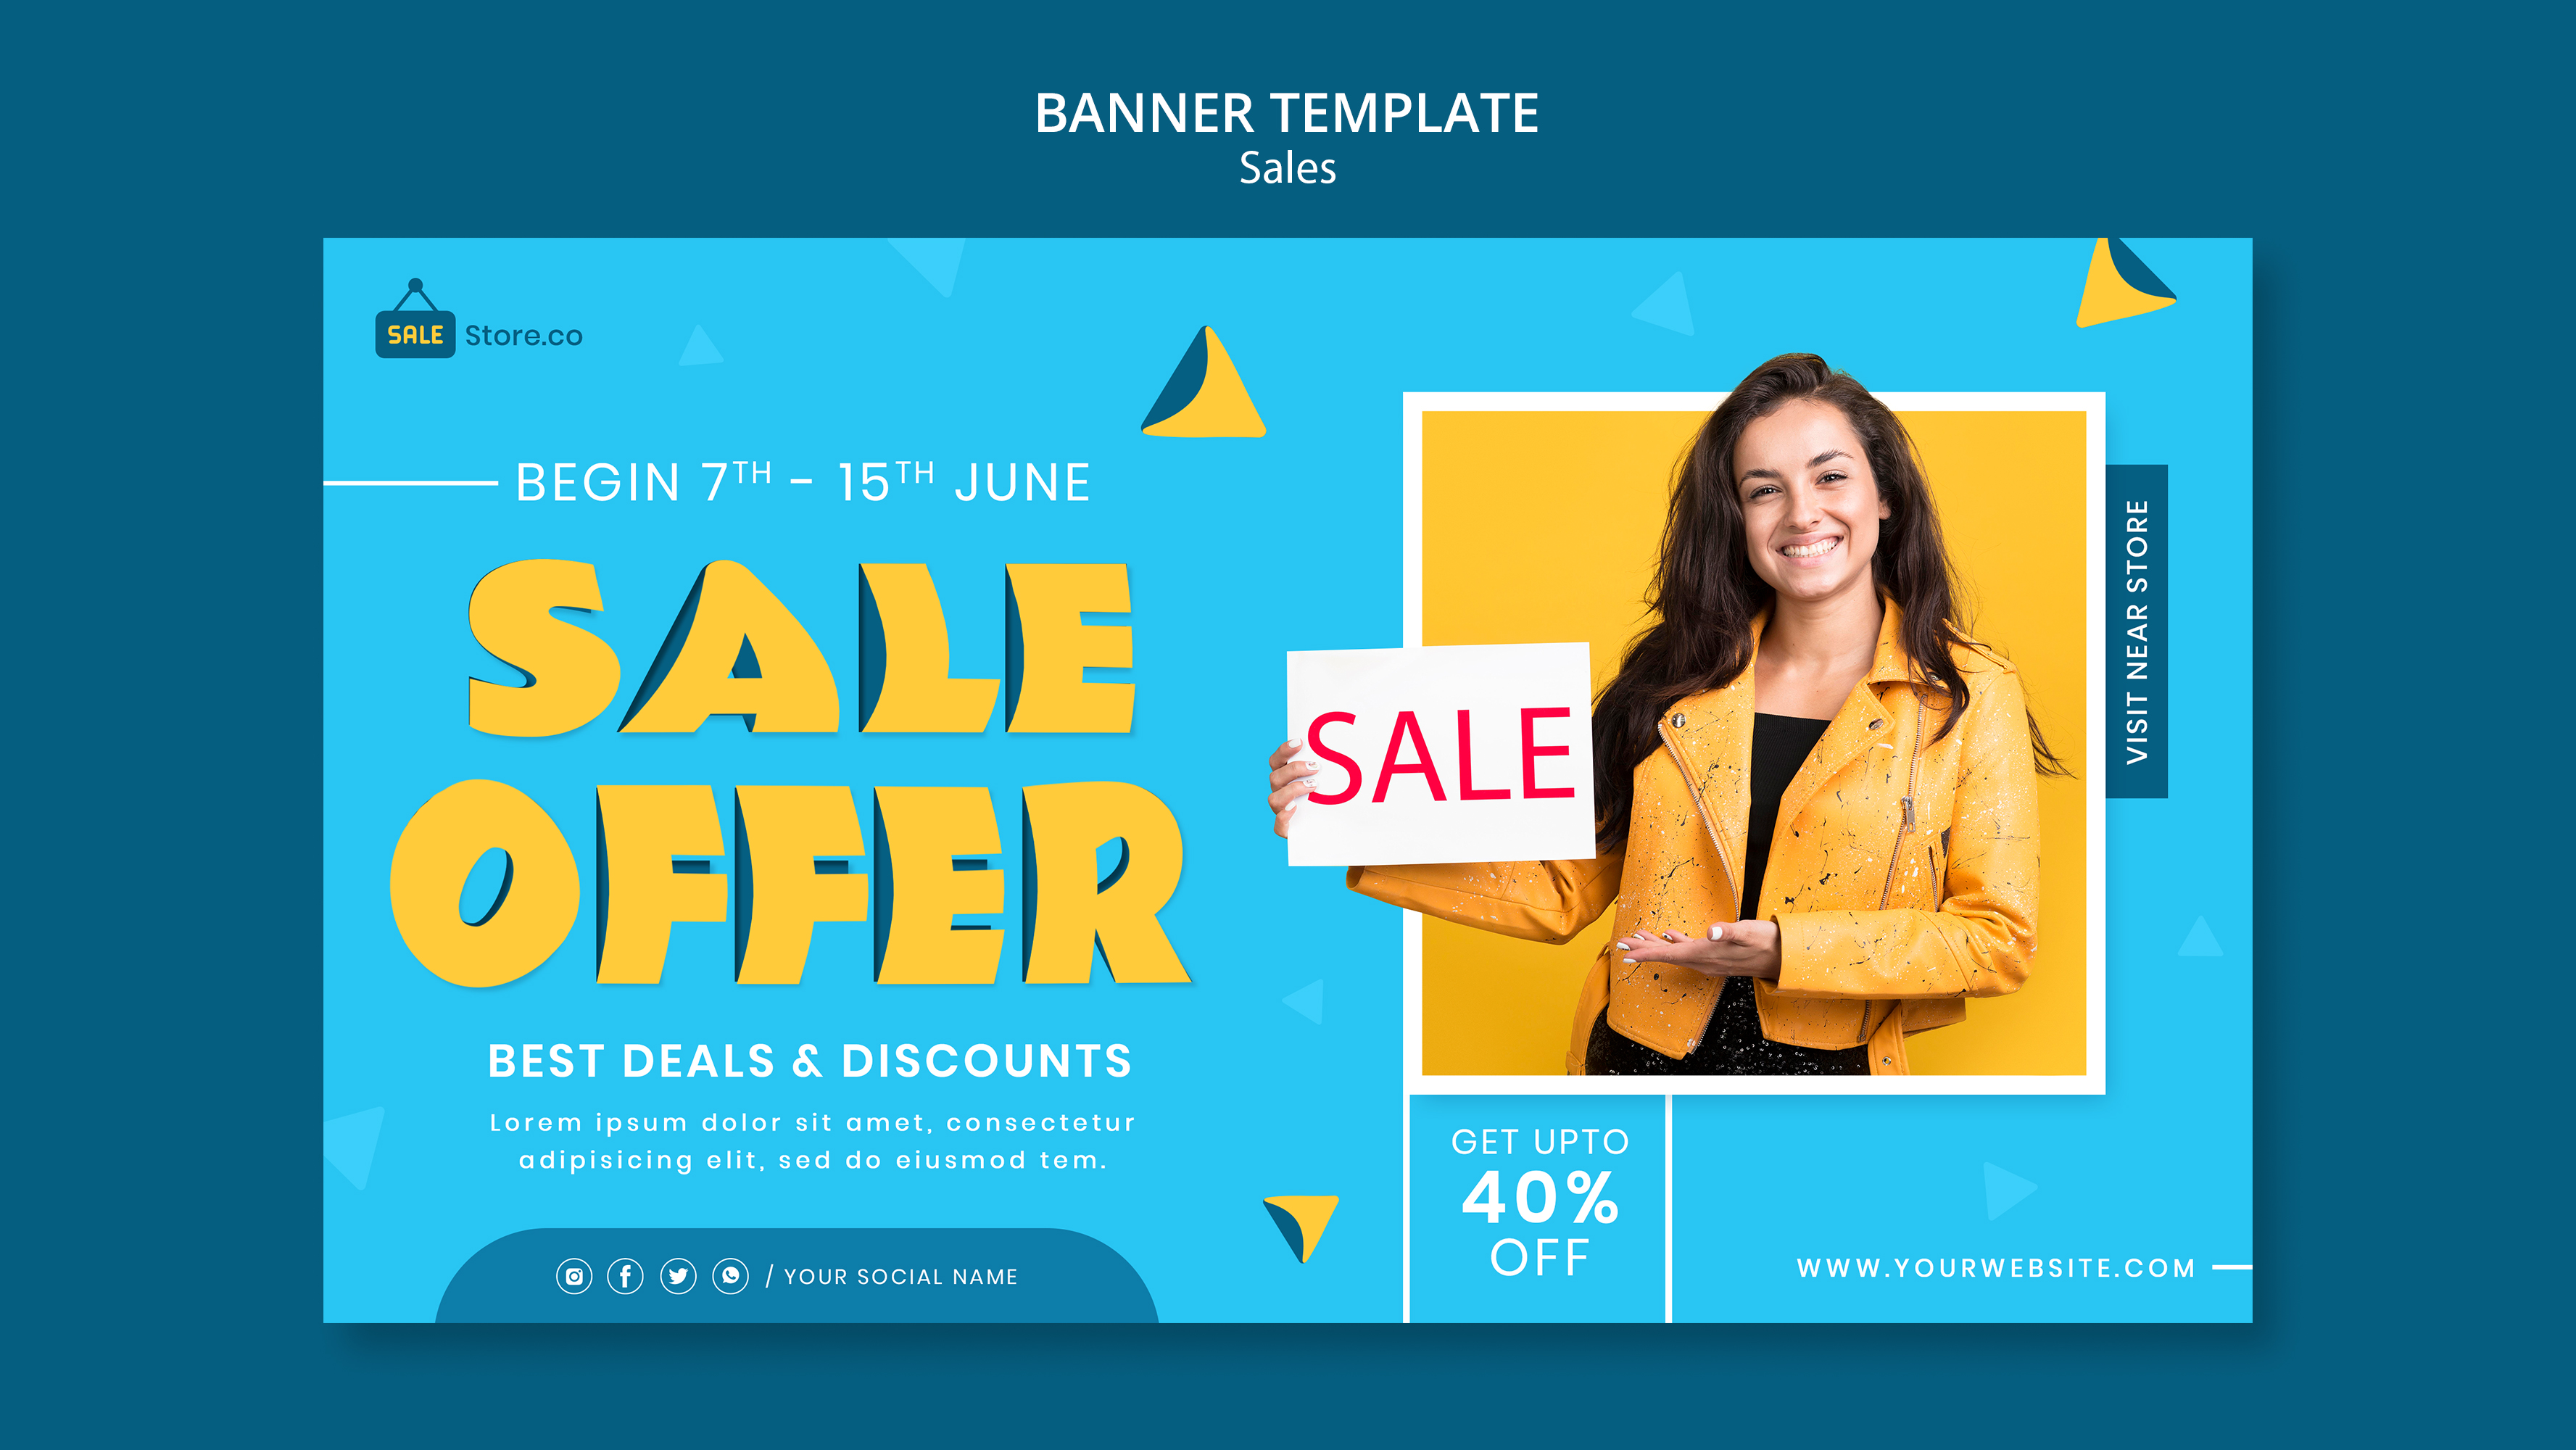 BANNER TEMPLATE
Sales
SALE Store.co
BEGIN 7TH - 15TH JUNE
SALE
OFFER
BEST DEALS & DISCOUNTS
Lorem ipsum dolor sit amet, consectetur
adipisicing elit, sed do eiusmod tem.
/ YOUR SOCIAL NAME
SALE
VISIT NEAR STORE
GET UPTO
40%
OFF
WWW.YOURWEBSITE.COM